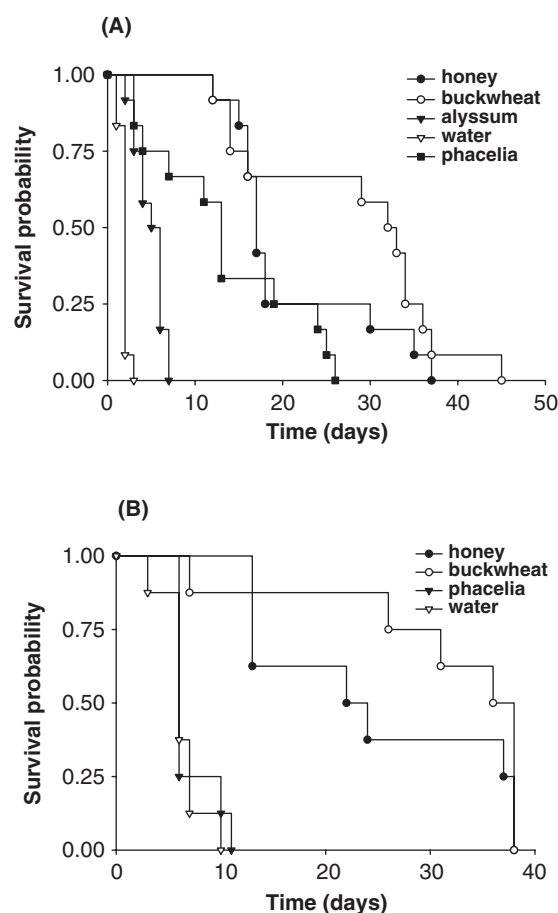 (A)
1.00
0.75
0.50
0.25
0.00
Survival probability
honey
buckwheat
alyssum
water
phacelia
0
10
20
30
40
50
Time (days)
(B)
1.00
0.75
0.50
0.25
0.00
Survival probability
honey
buckwheat
phacelia
water
0
10
20
30
40
Time (days)